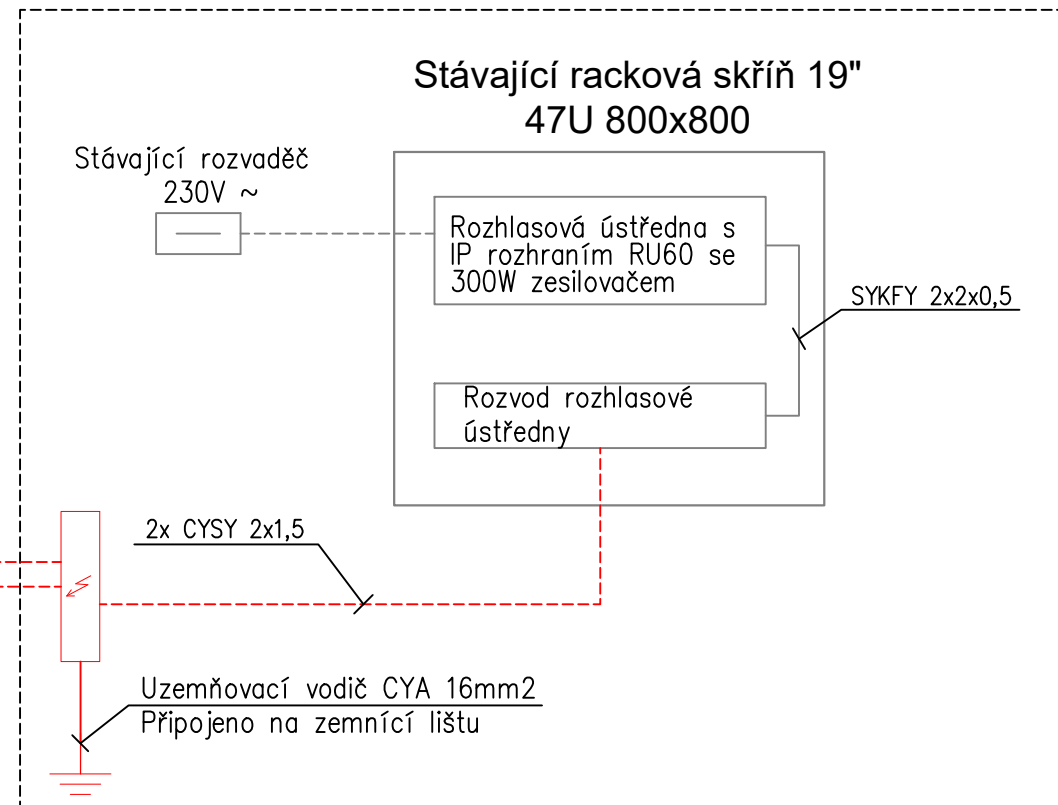 Stávající racková skříň 19"
47U 800x800
Stávající rozvaděč
230V ~
Rozhlasová ústředna s
IP rozhraním RU60 se
300W zesilovačem
SYKFY 2x2x0,5
Rozvod rozhlasové
ústředny
2x CYSY 2x1,5
Uzemňovací vodič CYA 16mm2
Připojeno na zemnící lištu